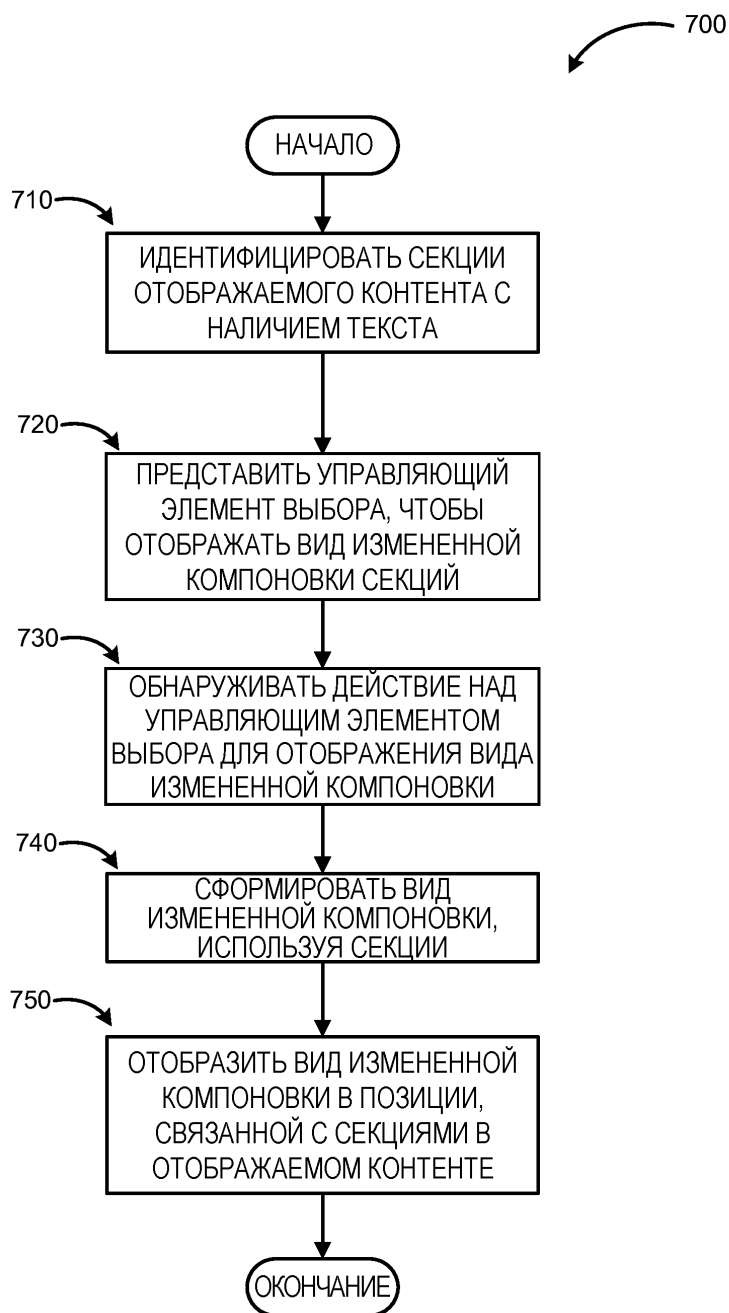 700
НАЧАЛО
710
ИДЕНТИФИЦИРОВАТЬ СЕКЦИИ
ОТОБРАЖАЕМОГО КОНТЕНТА С
НАЛИЧИЕМ ТЕКСТА
720
ПРЕДСТАВИТЬ УПРАВЛЯЮЩИЙ
ЭЛЕМЕНТ ВЫБОРА, ЧТОБЫ
ОТОБРАЖАТЬ ВИД ИЗМЕНЕННОЙ
КОМПОНОВКИ СЕКЦИЙ
730
ОБНАРУЖИВАТЬ ДЕЙСТВИЕ НАД
УПРАВЛЯЮЩИМ ЭЛЕМЕНТОМ
ВЫБОРА ДЛЯ ОТОБРАЖЕНИЯ ВИДА
ИЗМЕНЕННОЙ КОМПОНОВКИ
740
СФОРМИРОВАТЬ ВИД
ИЗМЕНЕННОЙ КОМПОНОВКИ,
ИСПОЛЬЗУЯ СЕКЦИИ
750
ОТОБРАЗИТЬ ВИД ИЗМЕНЕННОЙ
КОМПОНОВКИ В ПОЗИЦИИ,
СВЯЗАННОЙ С СЕКЦИЯМИ В
ОТОБРАЖАЕМОМ КОНТЕНТЕ
ОКОНЧАНИЕ